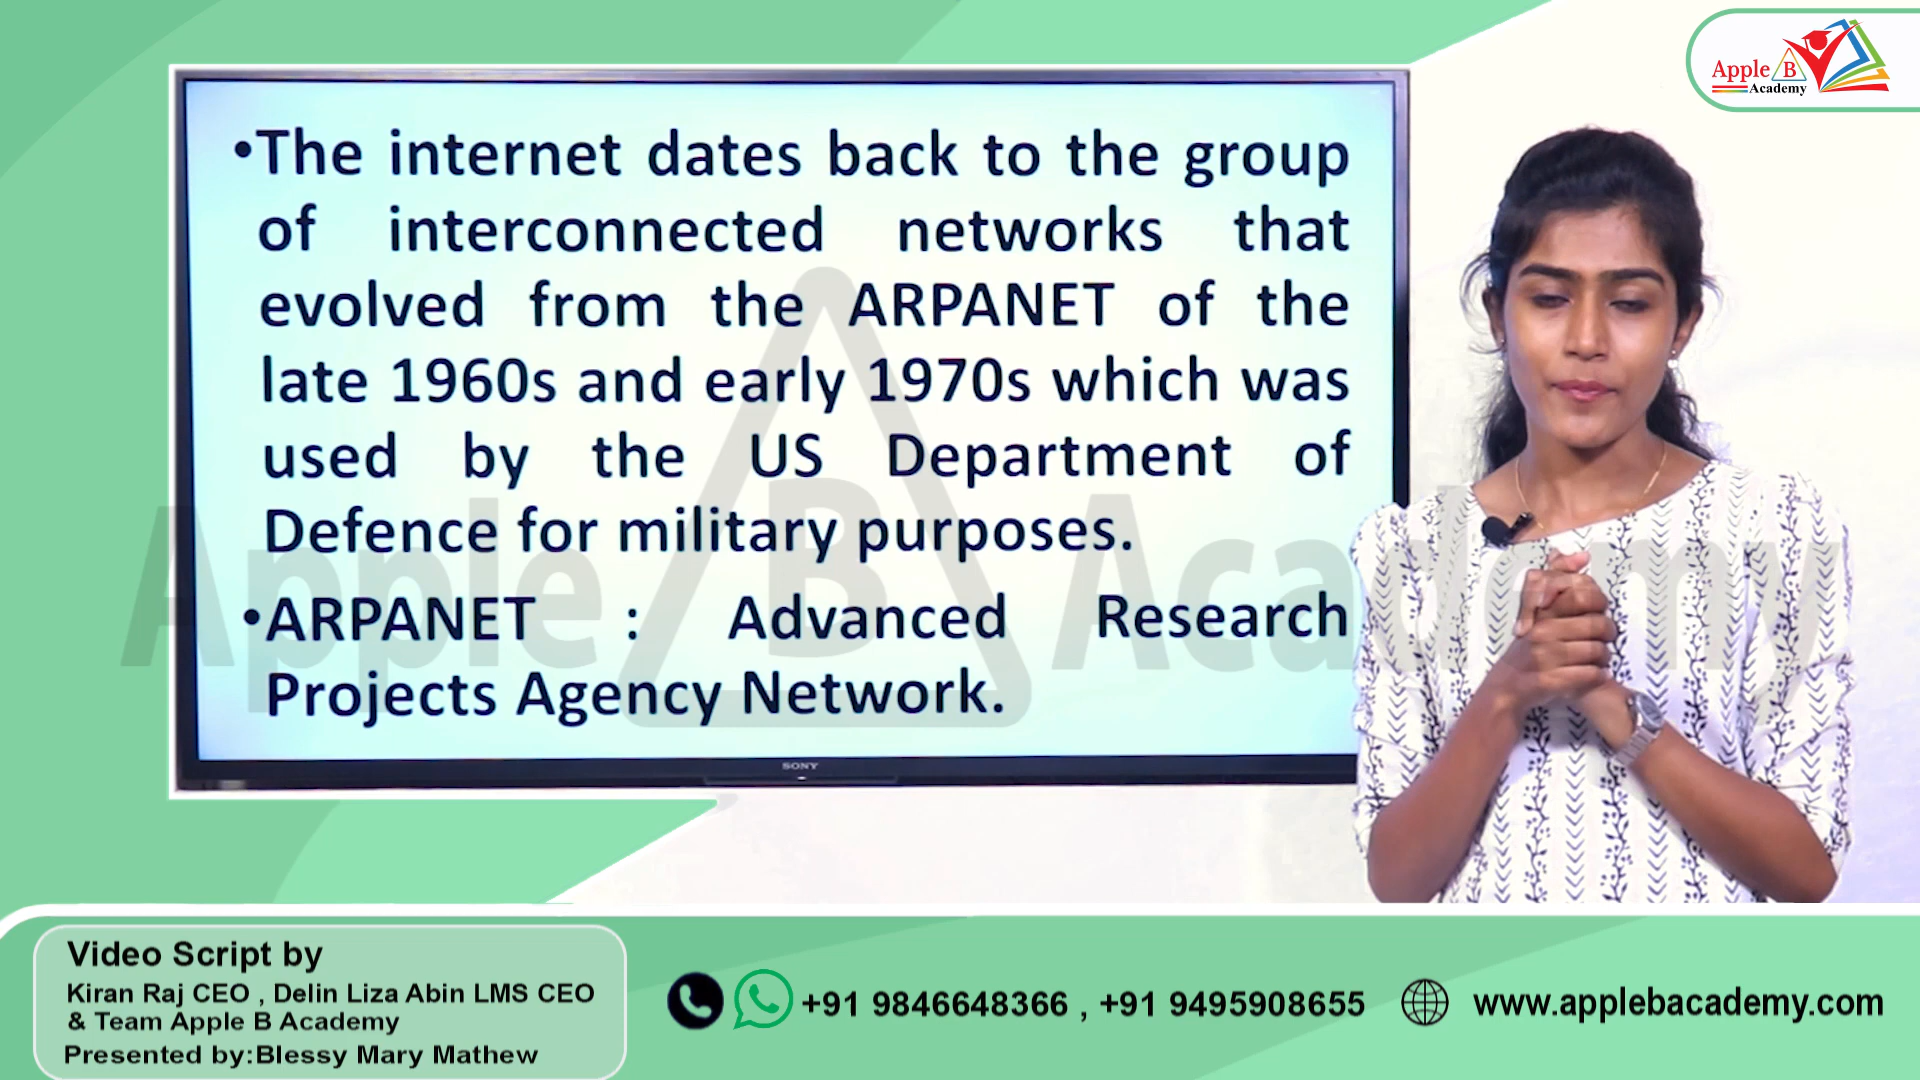 Apple B
Academy
•The internet dates back to the group
of interconnected networks that
evolved from the ARPANET of the
late 1960s and early 1970s which was
used by the US Department of
Defence for military purposes.
•ARPANET : Advanced Research
Projects Agency Network.
Apple B Academy
SONY
Video Script by
Kiran Raj CEO , Delin Liza Abin LMS CEO
& Team Apple B Academy
Presented by:Blessy Mary Mathew
+91 9846648366 , +91 9495908655
www.applebacademy.com